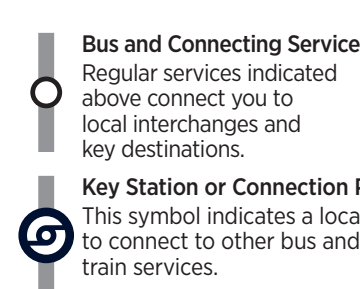 Bus and Connecting Service
Regular services indicated
above connect you to
local interchanges and
key destinations.
Key Station or Connection
This symbol indicates a
to connect to other bus and
train services.